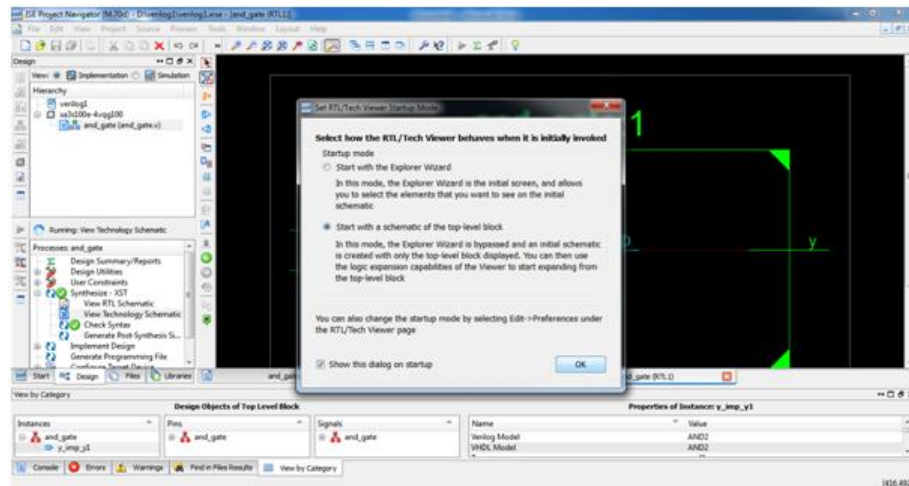 ISE Project Navigator (M.70d) - D:\verilog1\verilog1.xise - [and_gate (RTL1)]
File Edit View Project Source Process Tools Window Layout Help
Design
View: Implementation Simulation
Hierarchy
verilog1
xa3s100e-4vqg100
and_gate (and_gate.v)
Running: View Technology Schematic
Processes: and_gate
Design Summary/Reports
Design Utilities
User Constraints
Synthesize - XST
View RTL Schematic
View Technology Schematic
Check Syntax
Generate Post-Synthesis Si...
Implement Design
Generate Programming File
Configure Target Device
Start Design Files Libraries
Set RTL/Tech Viewer Startup Mode
Select how the RTL/Tech Viewer behaves when it is initially invoked
Startup mode
Start with the Explorer Wizard
In this mode, the Explorer Wizard is the initial screen, and allows
you to select the elements that you want to see on the initial
schematic
Start with a schematic of the top-level block
In this mode, the Explorer Wizard is bypassed and an initial schematic
is created with only the top-level block displayed. You can then use
the logic expansion capabilities of the Viewer to start expanding from
the top-level block
You can also change the startup mode by selecting Edit->Preferences under
the RTL/Tech Viewer page
Show this dialog on startup
OK
1
y
View by Category
Design Objects of Top Level Block
Properties of Instance: y_imp_y1
Instances Pins Signals Name Value
and_gate and_gate and_gate Verilog Model AND2
y_imp_y1 VHDL Model AND2
Console Errors Warnings Find in Files Results View by Category